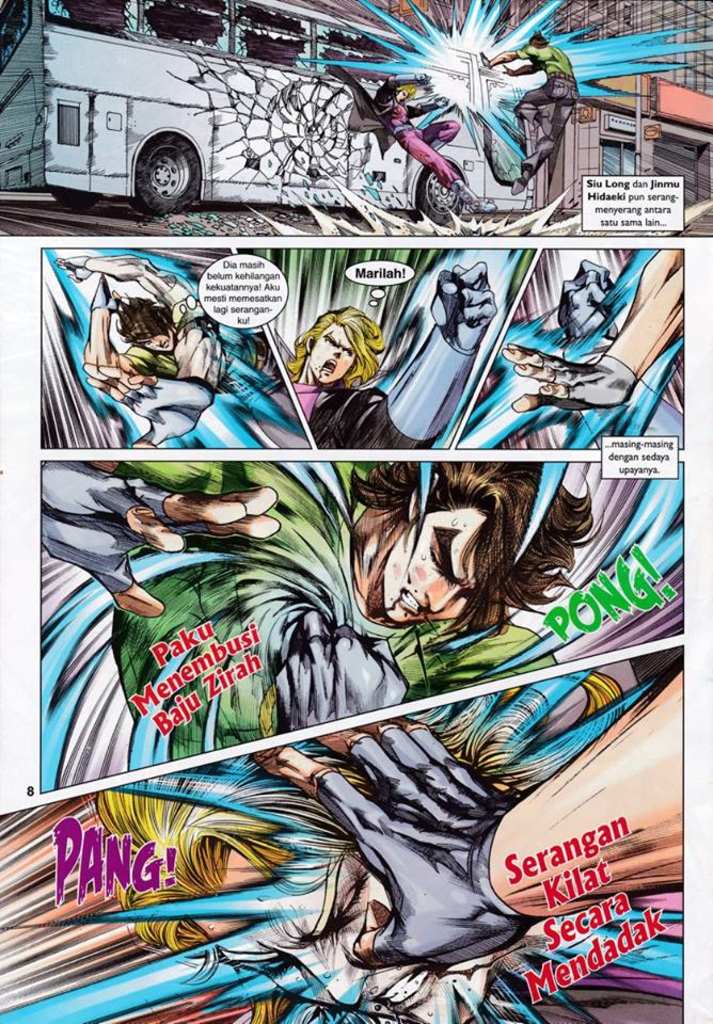 Siu Long dan Jinmu
Hidaeki pun serang-
menyerang antara
satu sama lain...
Dia masih
belum kehilangan
kekuatannya! Aku
mesti memesatkan
lagi serangan-
ku!
Marilah!
...masing-masing
dengan sedaya
upayanya.
PONG!
Paku
Menembusi
Baju Zirah
8
PANG!
Serangan
Kilat
Secara
Mendadak